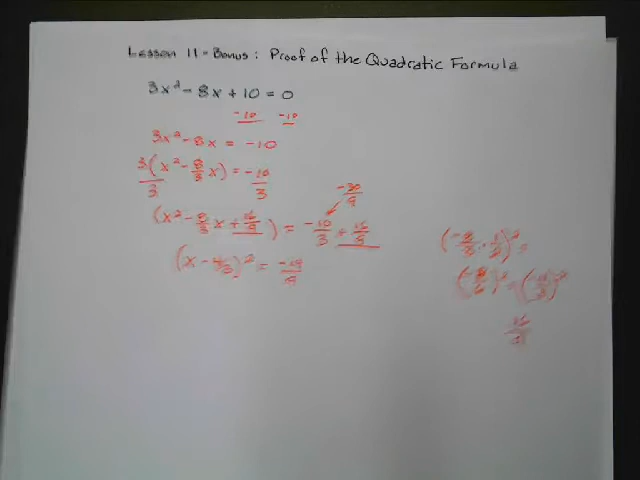 Lesson 11 - Bonus: Proof of the Quadratic Formula
3x² - 8x + 10 = 0
-10 -10
3x² - 8x = -10
3(x² - 8/3 x) = -10
3 3
-30/9
(x² - 8/3 x + 16/9) = -10/3 + 16/9
(-8/3 · 1/2)² =
(x - 4/3)² = -14/9
(-8/6)² = (-4/3)²
16/9